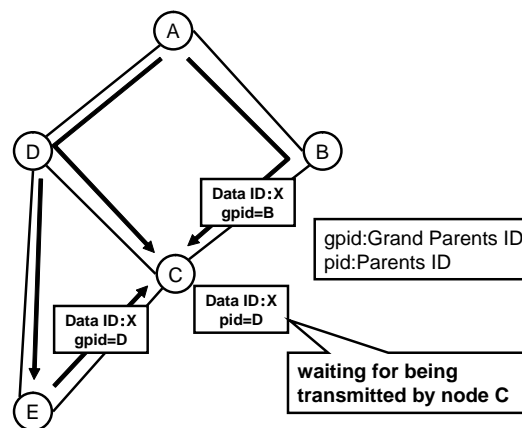 A
D
B
Data ID:X
gpid=B
gpid:Grand Parents ID
pid:Parents ID
C
Data ID:X
pid=D
Data ID:X
gpid=D
waiting for being
transmitted by node C
E